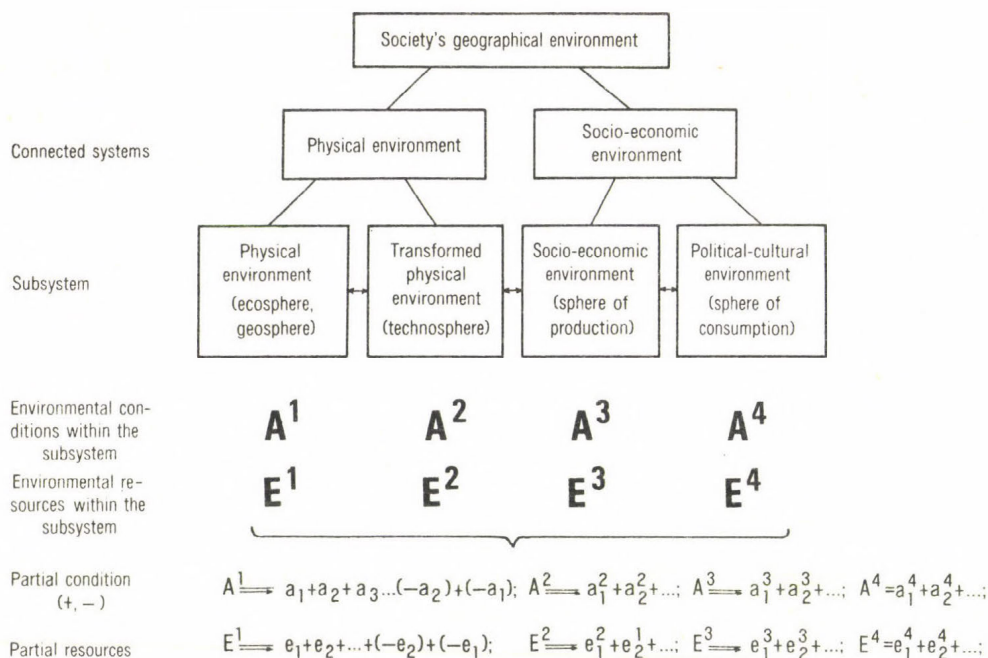 Society's geographical environment
Connected systems
Physical environment
Socio-economic
environment
Subsystem
Physical
environment
(ecosphere,
geosphere)
Transformed
physical
environment
(technosphere)
Socio-economic
environment
(sphere of
production)
Political-cultural
environment
(sphere of
consumption)
Environmental con-
ditions within the
subsystem
A¹ A² A³ A⁴
Environmental re-
sources within the
subsystem
E¹ E² E³ E⁴
Partial condition
(+, −)
A¹ ⟹ a₁+a₂+a₃...(−a₂)+(−a₁); A² ⟹ a₁²+a₂²+...; A³ ⟹ a₁³+a₂³+...; A⁴=a₁⁴+a₂⁴+...;
Partial resources
E¹ ⟹ e₁+e₂+...+(−e₂)+(−e₁); E² ⟹ e₁²+e₂¹+...; E³ ⟹ e₁³+e₂³+...; E⁴=e₁⁴+e₂⁴+...;